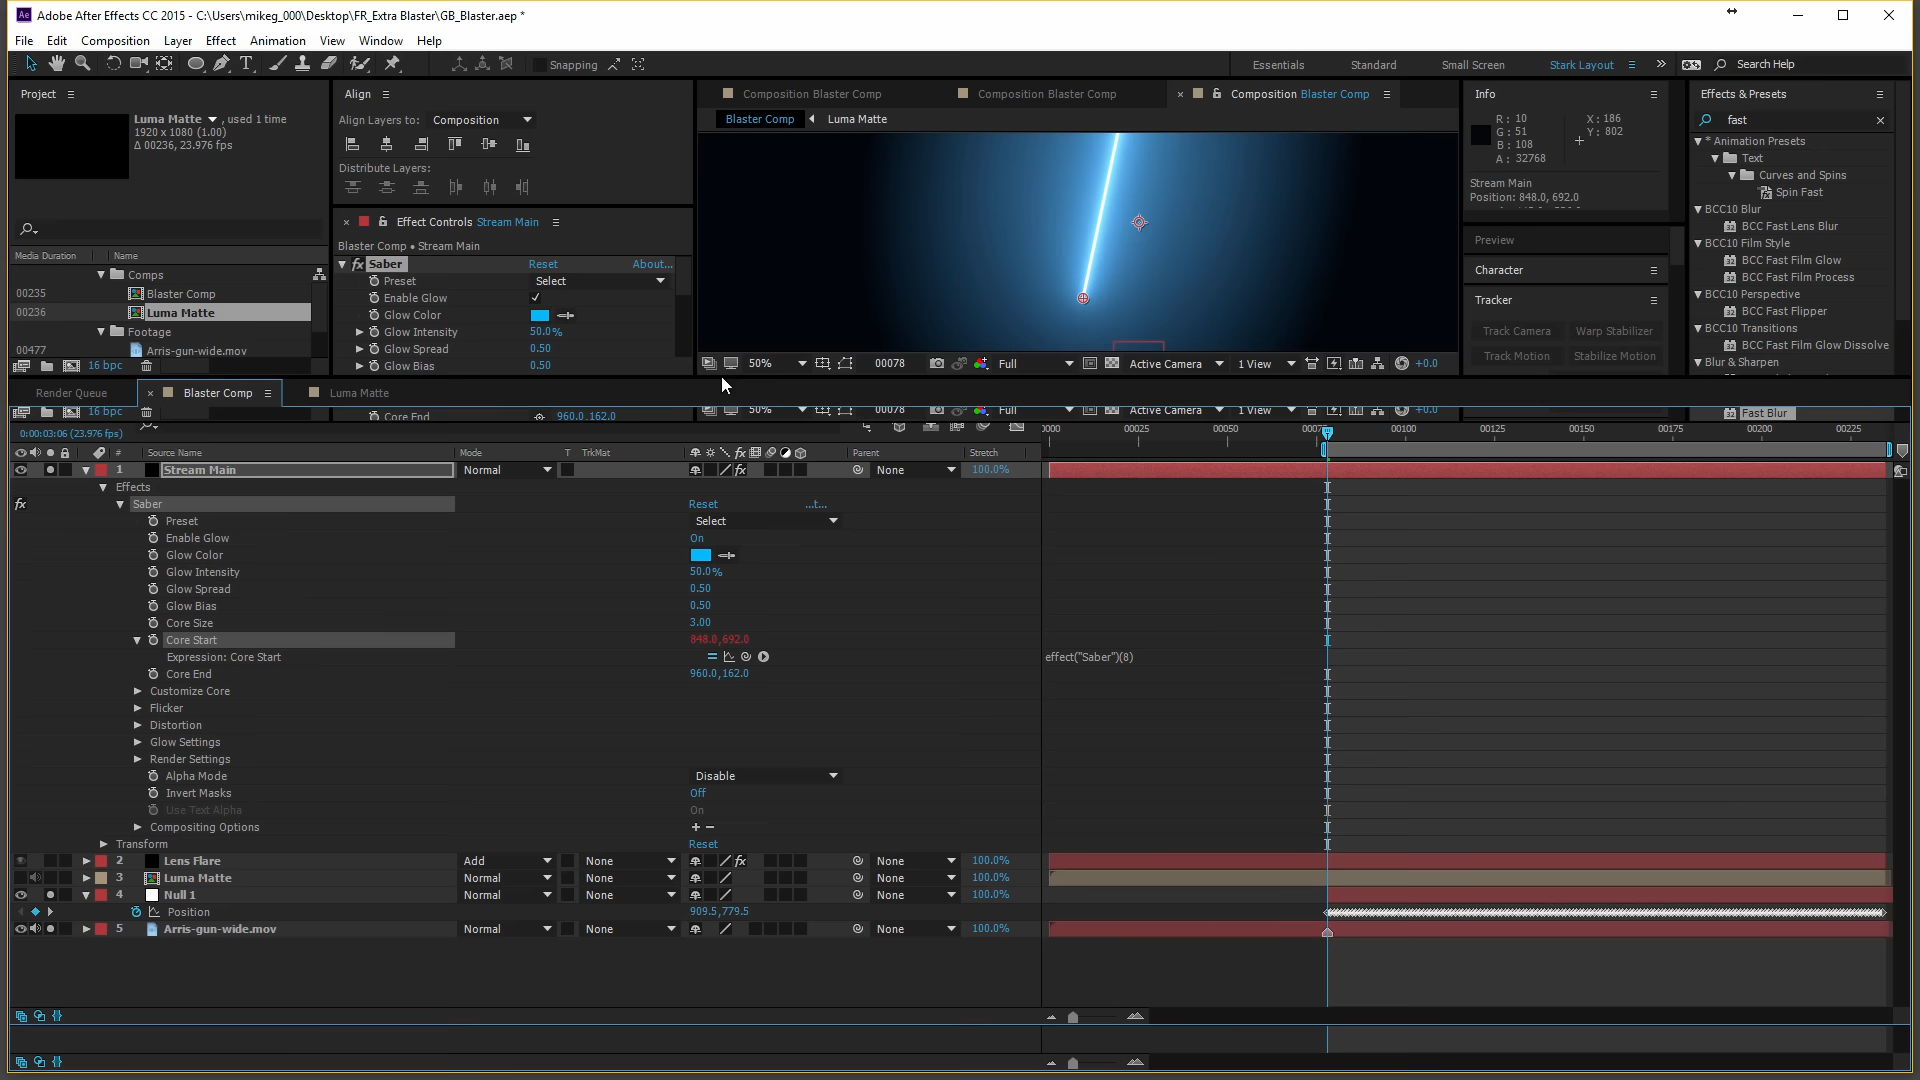 Adobe After Effects CC 2015 - C:\Users\mikeg_000\Desktop\FR_Extra Blaster\GB_Blaster.aep *
File Edit Composition Layer Effect Animation View Window Help
Snapping Essentials Standard Small Screen Stark Layout Search Help
Project
Luma Matte , used 1 time
1920 x 1080 (1.00)
Δ 00236, 23.976 fps
Media Duration Name
Comps
00235 Blaster Comp
00236 Luma Matte
Footage
00477 Arris-gun-wide.mov
16 bpc
Align
Align Layers to: Composition
Distribute Layers:
Effect Controls Stream Main
Blaster Comp • Stream Main
fx Saber Reset About...
Preset Select
Enable Glow
Glow Color
Glow Intensity 50.0%
Glow Spread 0.50
Glow Bias 0.50
Composition Blaster Comp Composition Blaster Comp Composition Blaster Comp
Blaster Comp Luma Matte
50% 00078 Full Active Camera 1 View +0.0
Info
R : 10
G : 51
B : 108
A : 32768
X : 186
Y : 802
Stream Main
Position: 848.0, 692.0
Preview
Character
Tracker
Track Camera Warp Stabilizer
Track Motion Stabilize Motion
Effects & Presets
fast
* Animation Presets
Text
Curves and Spins
Spin Fast
BCC10 Blur
BCC Fast Lens Blur
BCC10 Film Style
BCC Fast Film Glow
BCC Fast Film Process
BCC10 Perspective
BCC Fast Flipper
BCC10 Transitions
BCC Fast Film Glow Dissolve
Blur & Sharpen
Fast Blur
Render Queue Blaster Comp Luma Matte
16 bpc Core End 960.0,162.0 50% 00078 Full Active Camera 1 View +0.0
0:00:03:06 (23.976 fps)
0000 00025 00050 00100 00125 00150 00175 00200 00225
# Source Name Mode T TrkMat Parent Stretch
1 Stream Main Normal fx None 100.0%
Effects
fx Saber Reset ...t...
Preset Select
Enable Glow On
Glow Color
Glow Intensity 50.0%
Glow Spread 0.50
Glow Bias 0.50
Core Size 3.00
Core Start 848.0,692.0
Expression: Core Start effect("Saber")(8)
Core End 960.0,162.0
Customize Core
Flicker
Distortion
Glow Settings
Render Settings
Alpha Mode Disable
Invert Masks Off
Use Text Alpha On
Compositing Options + −
Transform Reset
2 Lens Flare Add None fx None 100.0%
3 Luma Matte Normal None None 100.0%
4 Null 1 Normal None None 100.0%
Position 909.5,779.5
5 Arris-gun-wide.mov Normal None None 100.0%